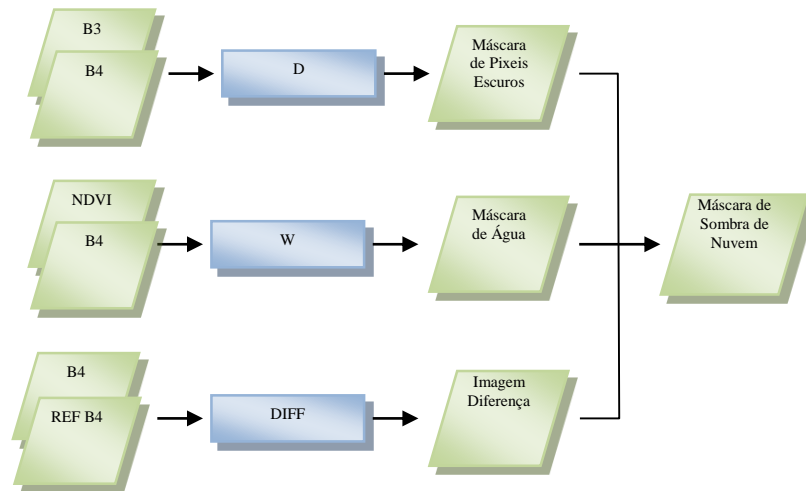 B3
B4
D
Máscara
de Pixeis
Escuros
NDVI
B4
W
Máscara
de Água
Máscara de
Sombra de
Nuvem
B4
REF B4
DIFF
Imagem
Diferença